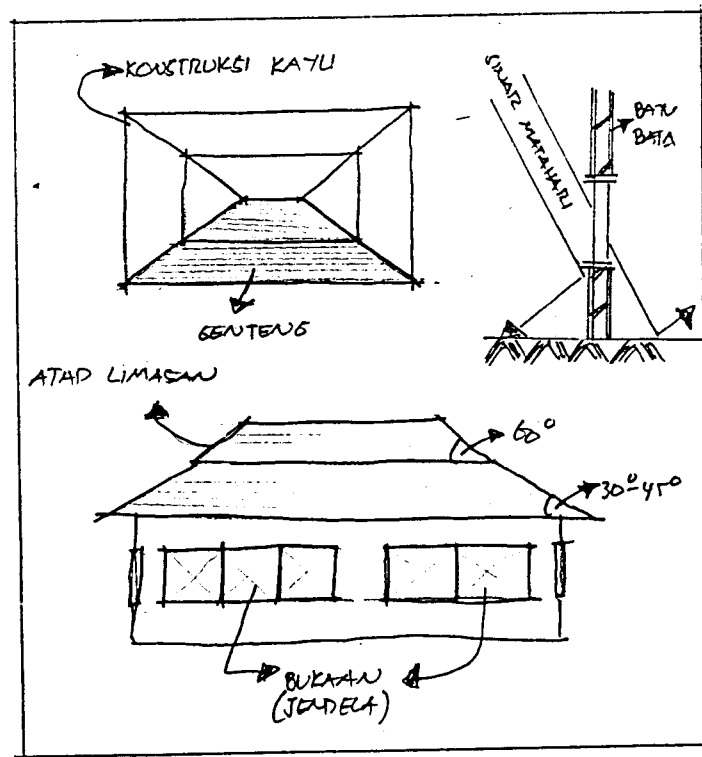 KONSTRUKSI KAYU
SINAR MATAHARI
BATU
BATA
GENTENG
ATAP LIMASAN
60°
30°-45°
BUKAAN
(JENDELA)